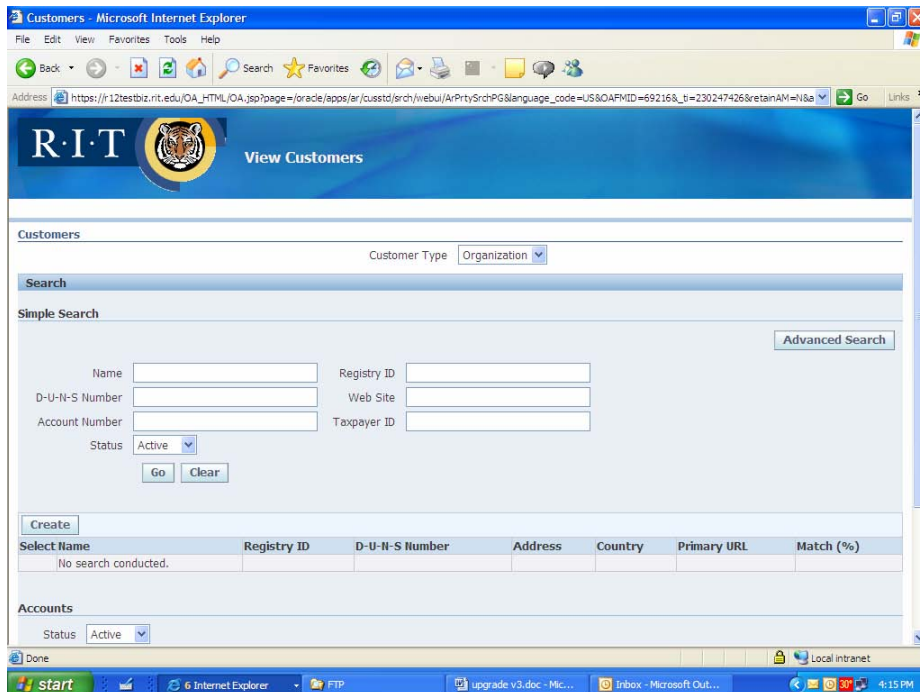 Customers - Microsoft Internet Explorer
File Edit View Favorites Tools Help
Back Search Favorites
Address https://r12testbiz.rit.edu/OA_HTML/OA.jsp?page=/oracle/apps/ar/cusstd/srch/webui/ArPrtySrchPG&language_code=US&OAFMID=69216&_ti=230247426&retainAM=N&a Go Links
R·I·T View Customers
Customers
Customer Type Organization
Search
Simple Search
Advanced Search
Name Registry ID
D-U-N-S Number Web Site
Account Number Taxpayer ID
Status Active
Go Clear
Create
Select Name Registry ID D-U-N-S Number Address Country Primary URL Match (%)
No search conducted.
Accounts
Status Active
Done Local intranet
start 6 Internet Explorer FTP upgrade v3.doc - Mic... Inbox - Microsoft Out... 30° 4:15 PM